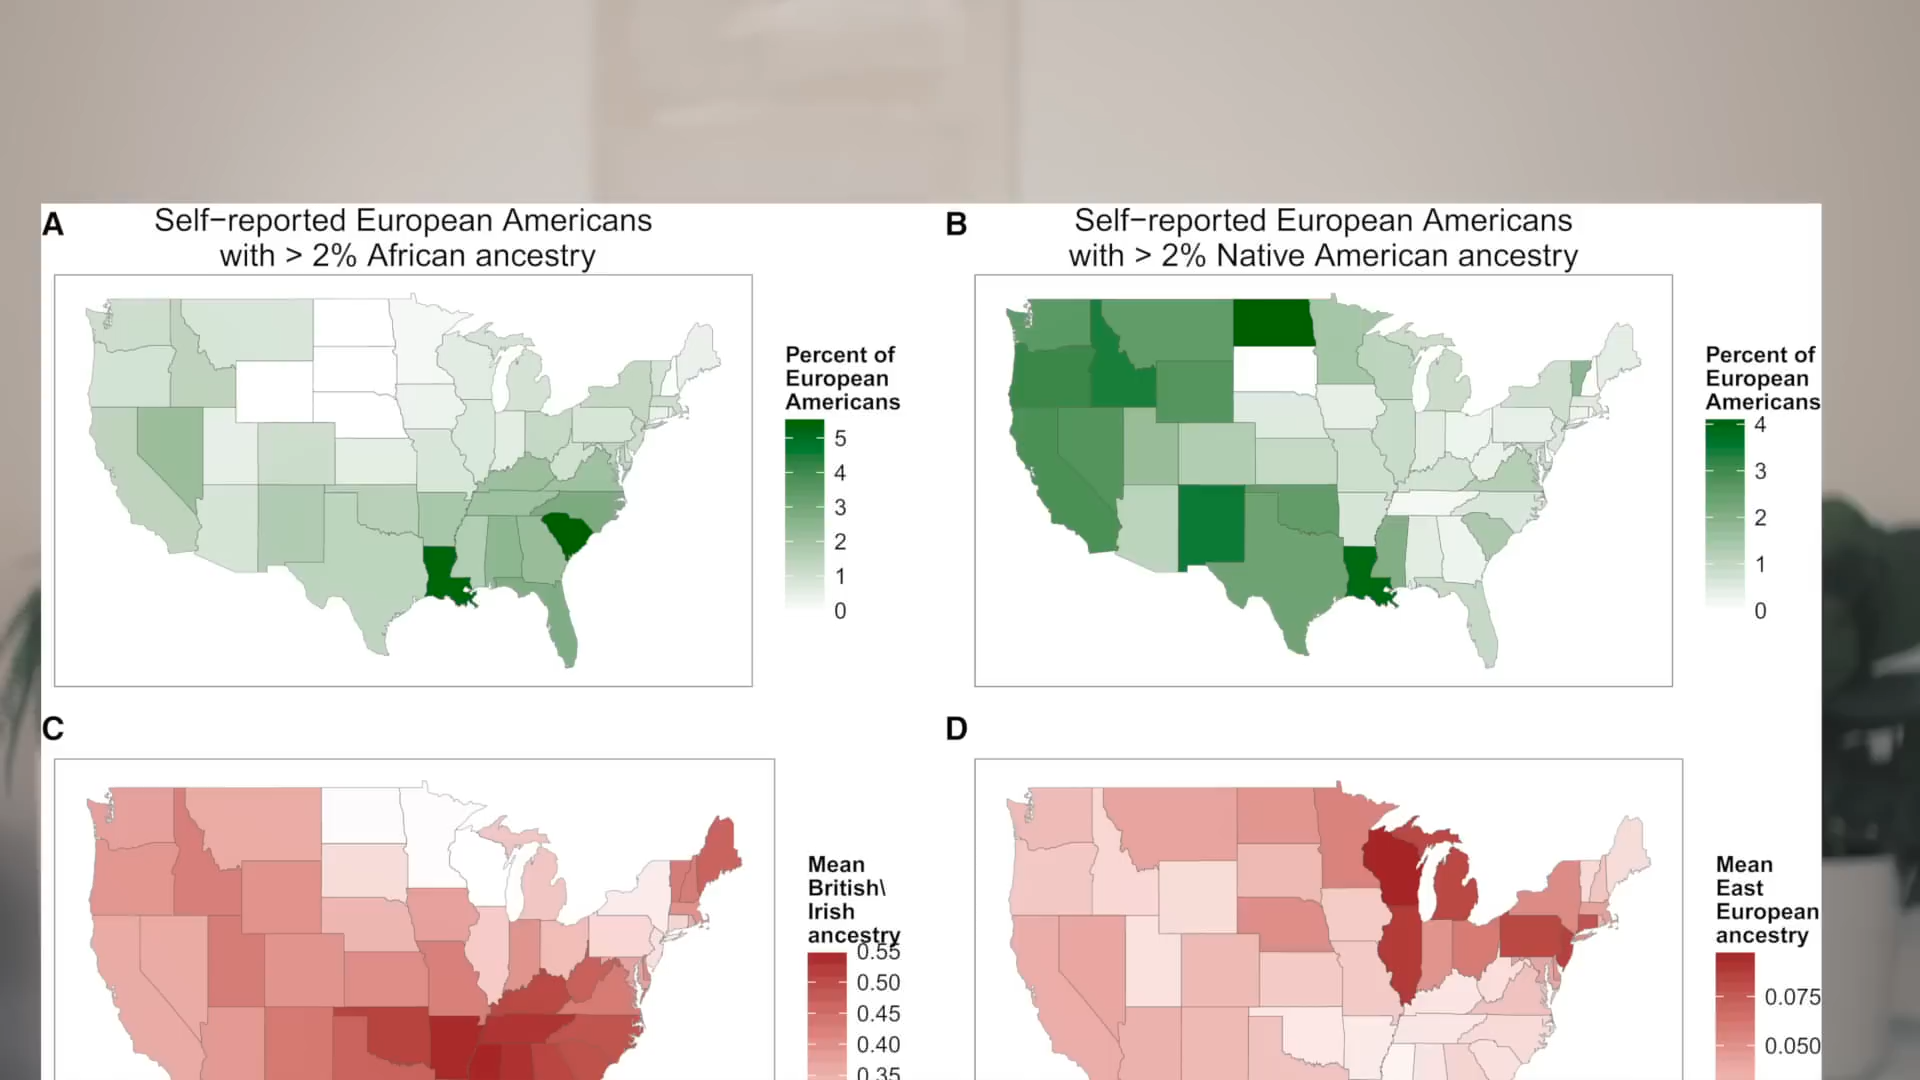 A
Self−reported European Americans
with > 2% African ancestry
Percent of
European
Americans
5
4
3
2
1
0
B
Self−reported European Americans
with > 2% Native American ancestry
Percent of
European
Americans
4
3
2
1
0
C
Mean
British\
Irish
ancestry
0.55
0.50
0.45
0.40
0.35
D
Mean
East
European
ancestry
0.075
0.050